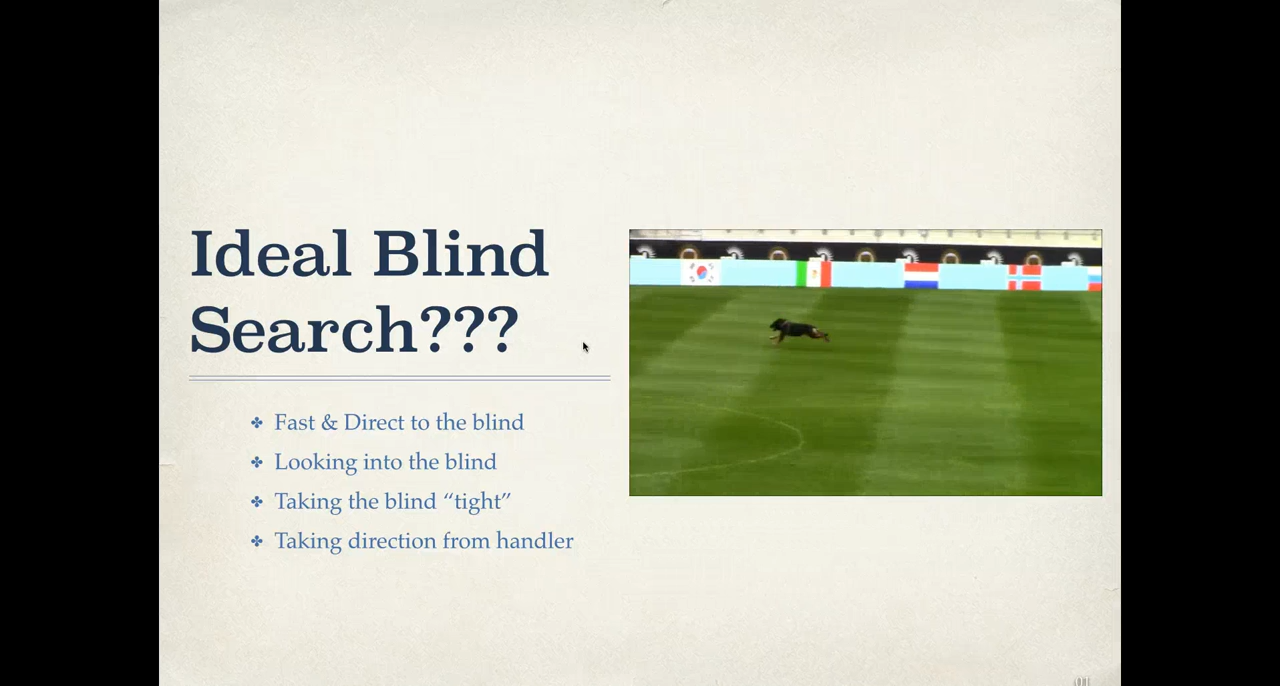 Ideal Blind
Search???
Fast & Direct to the blind
Looking into the blind
Taking the blind “tight”
Taking direction from handler